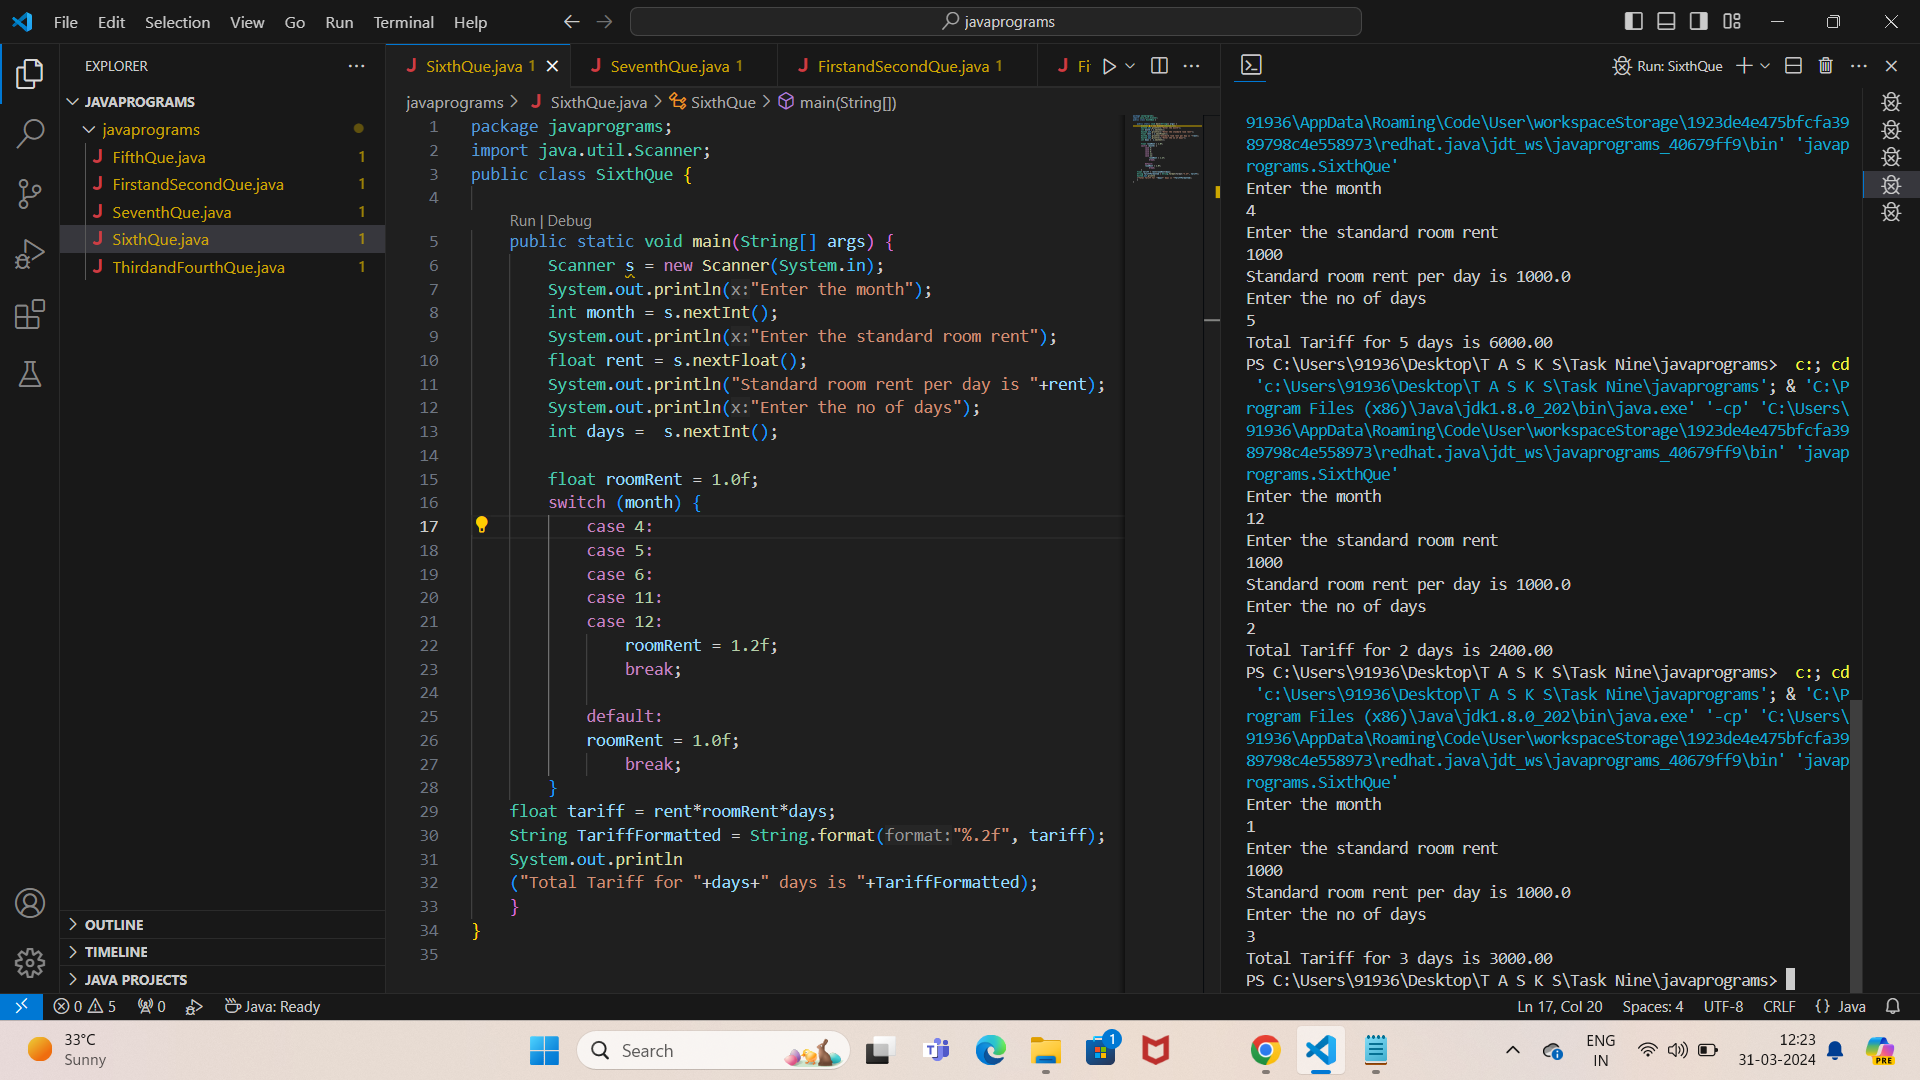 File Edit Selection View Go Run Terminal Help
javaprograms
EXPLORER
JAVAPROGRAMS
javaprograms
FifthQue.java 1
FirstandSecondQue.java 1
SeventhQue.java 1
SixthQue.java 1
ThirdandFourthQue.java 1
OUTLINE
TIMELINE
JAVA PROJECTS
SixthQue.java 1 SeventhQue.java 1 FirstandSecondQue.java 1 Fi
javaprograms > SixthQue.java > SixthQue > main(String[])
1 package javaprograms;
2 import java.util.Scanner;
3 public class SixthQue {
4
Run | Debug
5 public static void main(String[] args) {
6 Scanner s = new Scanner(System.in);
7 System.out.println(x:"Enter the month");
8 int month = s.nextInt();
9 System.out.println(x:"Enter the standard room rent");
10 float rent = s.nextFloat();
11 System.out.println("Standard room rent per day is "+rent);
12 System.out.println(x:"Enter the no of days");
13 int days =  s.nextInt();
14
15 float roomRent = 1.0f;
16 switch (month) {
17 case 4:
18 case 5:
19 case 6:
20 case 11:
21 case 12:
22 roomRent = 1.2f;
23 break;
24
25 default:
26 roomRent = 1.0f;
27 break;
28 }
29 float tariff = rent*roomRent*days;
30 String TariffFormatted = String.format(format:"%.2f", tariff);
31 System.out.println
32 ("Total Tariff for "+days+" days is "+TariffFormatted);
33 }
34 }
35
Run: SixthQue
91936\AppData\Roaming\Code\User\workspaceStorage\1923de4e475bfcfa39
89798c4e558973\redhat.java\jdt_ws\javaprograms_40679ff9\bin' 'javap
rograms.SixthQue'
Enter the month
4
Enter the standard room rent
1000
Standard room rent per day is 1000.0
Enter the no of days
5
Total Tariff for 5 days is 6000.00
PS C:\Users\91936\Desktop\T A S K S\Task Nine\javaprograms>  c:; cd
'c:\Users\91936\Desktop\T A S K S\Task Nine\javaprograms'; & 'C:\P
rogram Files (x86)\Java\jdk1.8.0_202\bin\java.exe' '-cp' 'C:\Users\
91936\AppData\Roaming\Code\User\workspaceStorage\1923de4e475bfcfa39
89798c4e558973\redhat.java\jdt_ws\javaprograms_40679ff9\bin' 'javap
rograms.SixthQue'
Enter the month
12
Enter the standard room rent
1000
Standard room rent per day is 1000.0
Enter the no of days
2
Total Tariff for 2 days is 2400.00
PS C:\Users\91936\Desktop\T A S K S\Task Nine\javaprograms>  c:; cd
'c:\Users\91936\Desktop\T A S K S\Task Nine\javaprograms'; & 'C:\P
rogram Files (x86)\Java\jdk1.8.0_202\bin\java.exe' '-cp' 'C:\Users\
91936\AppData\Roaming\Code\User\workspaceStorage\1923de4e475bfcfa39
89798c4e558973\redhat.java\jdt_ws\javaprograms_40679ff9\bin' 'javap
rograms.SixthQue'
Enter the month
1
Enter the standard room rent
1000
Standard room rent per day is 1000.0
Enter the no of days
3
Total Tariff for 3 days is 3000.00
PS C:\Users\91936\Desktop\T A S K S\Task Nine\javaprograms>
0 5 0 Java: Ready Ln 17, Col 20 Spaces: 4 UTF-8 CRLF {} Java
33°C
Sunny
Search
1
ENG
IN
12:23
31-03-2024
PRE